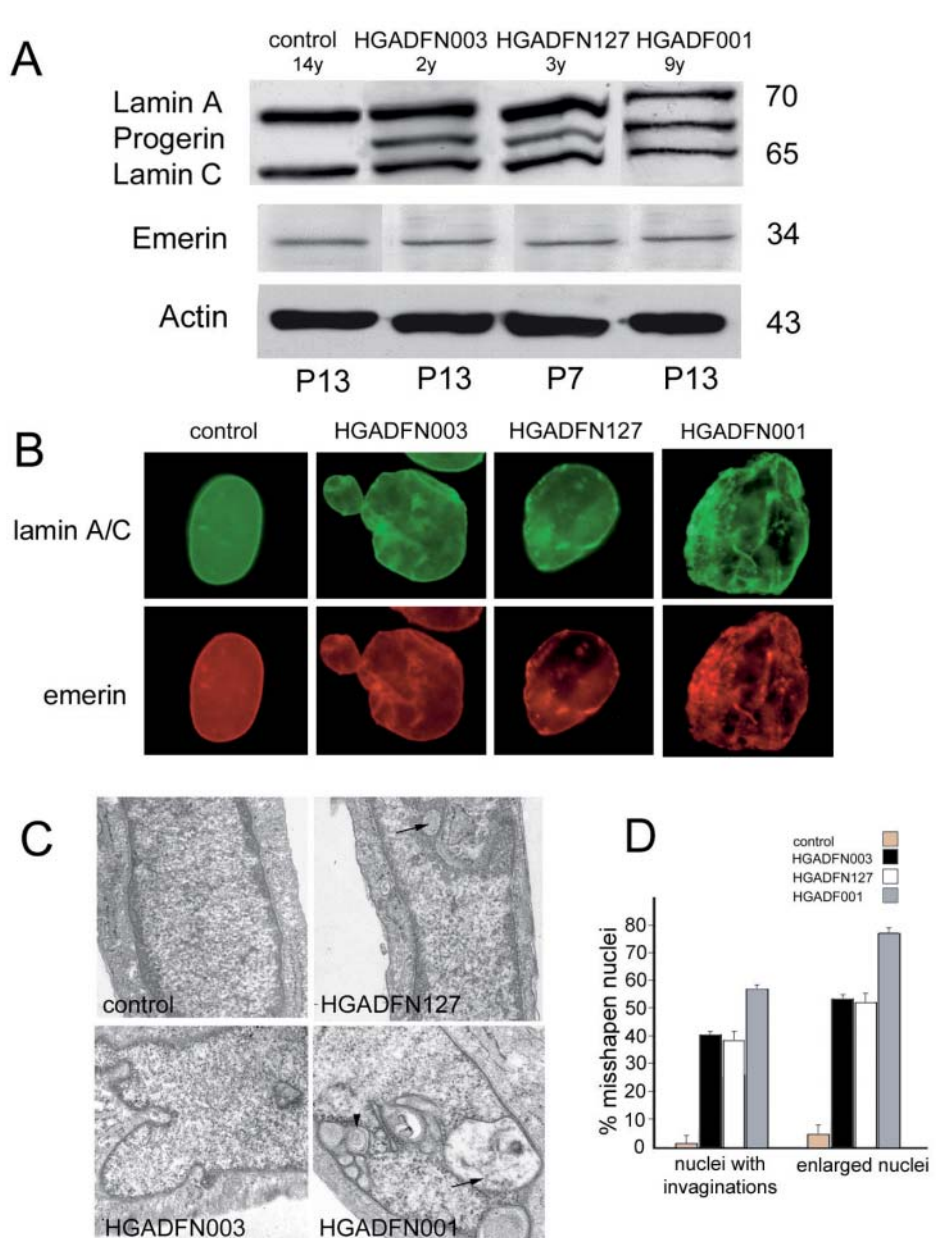 A
control HGADFN003 HGADFN127 HGADF001
14y 2y 3y 9y
Lamin A 70
Progerin
65
Lamin C
Emerin 34
Actin 43
P13 P13 P7 P13
B
control HGADFN003 HGADFN127 HGADFN001
lamin A/C
emerin
C
control
HGADFN127
HGADFN003
HGADFN001
D
control
HGADFN003
HGADFN127
HGADF001
% misshapen nuclei
80
70
60
50
40
30
20
10
0
nuclei with invaginations
enlarged nuclei